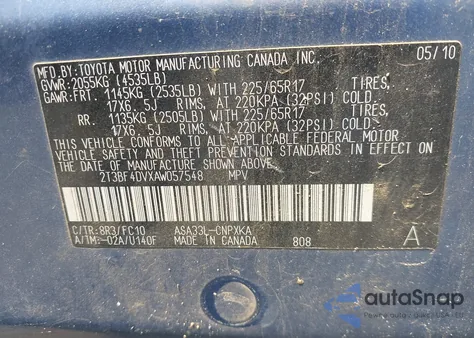 MFD.BY:TOYOTA MOTOR MANUFACTURING CANADA INC. 05/10
GVWR:2055KG (4535LB)
GAWR:FRT. 1145KG (2535LB) WITH 225/65R17 TIRES,
17X6.5J RIMS, AT 220KPA (32PSI) COLD.
RR. 1135KG (2505LB) WITH 225/65R17 TIRES,
17X6.5J RIMS, AT 220KPA (32PSI) COLD.
THIS VEHICLE CONFORMS TO ALL APPLICABLE FEDERAL MOTOR
VEHICLE SAFETY AND THEFT PREVENTION STANDARDS IN EFFECT ON
THE DATE OF MANUFACTURE SHOWN ABOVE.
2T3BF4DVXAW057548 MPV
C/TR:8R3/FC10 ASA33L-CNPXKA
A/TM:-02A/U140F MADE IN CANADA 808 A
autoSnap